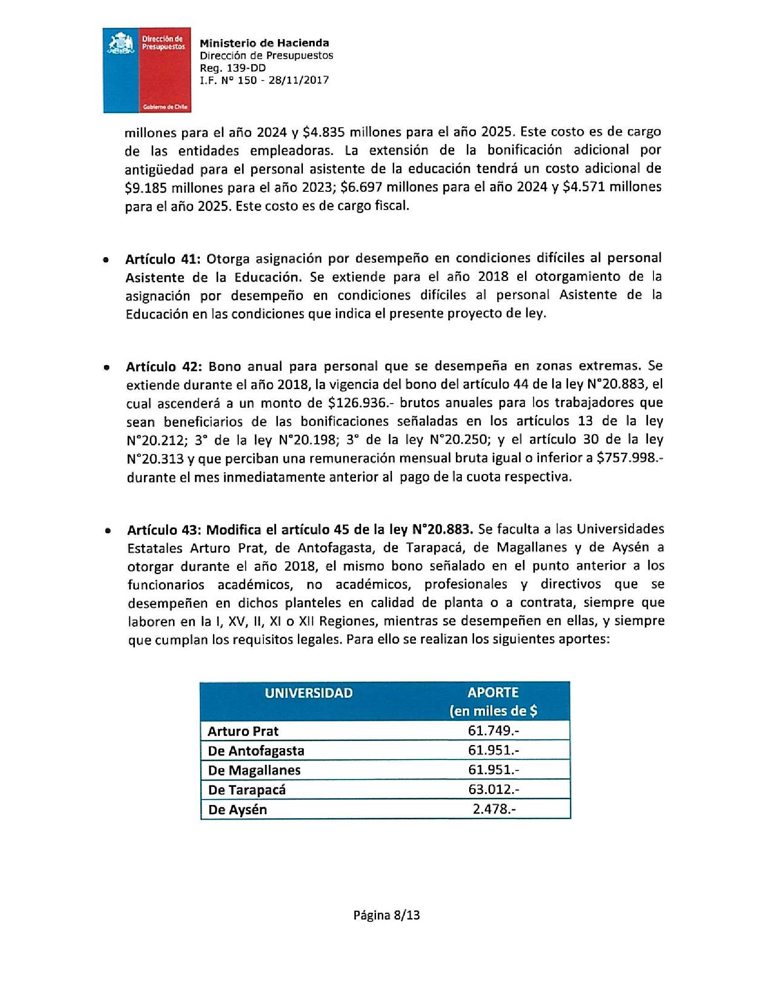 Dirección de
Presupuestos
Gobierno de Chile
Ministerio de Hacienda
Dirección de Presupuestos
Reg. 139-DD
I.F. N° 150 - 28/11/2017
millones para el año 2024 y $4.835 millones para el año 2025. Este costo es de cargo
de las entidades empleadoras. La extensión de la bonificación adicional por
antigüedad para el personal asistente de la educación tendrá un costo adicional de
$9.185 millones para el año 2023; $6.697 millones para el año 2024 y $4.571 millones
para el año 2025. Este costo es de cargo fiscal.
• Artículo 41: Otorga asignación por desempeño en condiciones difíciles al personal
Asistente de la Educación. Se extiende para el año 2018 el otorgamiento de la
asignación por desempeño en condiciones difíciles al personal Asistente de la
Educación en las condiciones que indica el presente proyecto de ley.
• Artículo 42: Bono anual para personal que se desempeña en zonas extremas. Se
extiende durante el año 2018, la vigencia del bono del artículo 44 de la ley N°20.883, el
cual ascenderá a un monto de $126.936.- brutos anuales para los trabajadores que
sean beneficiarios de las bonificaciones señaladas en los artículos 13 de la ley
N°20.212; 3° de la ley N°20.198; 3° de la ley N°20.250; y el artículo 30 de la ley
N°20.313 y que perciban una remuneración mensual bruta igual o inferior a $757.998.-
durante el mes inmediatamente anterior al pago de la cuota respectiva.
• Artículo 43: Modifica el artículo 45 de la ley N°20.883. Se faculta a las Universidades
Estatales Arturo Prat, de Antofagasta, de Tarapacá, de Magallanes y de Aysén a
otorgar durante el año 2018, el mismo bono señalado en el punto anterior a los
funcionarios académicos, no académicos, profesionales y directivos que se
desempeñen en dichos planteles en calidad de planta o a contrata, siempre que
laboren en la I, XV, II, XI o XII Regiones, mientras se desempeñen en ellas, y siempre
que cumplan los requisitos legales. Para ello se realizan los siguientes aportes:
UNIVERSIDAD APORTE
(en miles de $
Arturo Prat 61.749.-
De Antofagasta 61.951.-
De Magallanes 61.951.-
De Tarapacá 63.012.-
De Aysén 2.478.-
Página 8/13